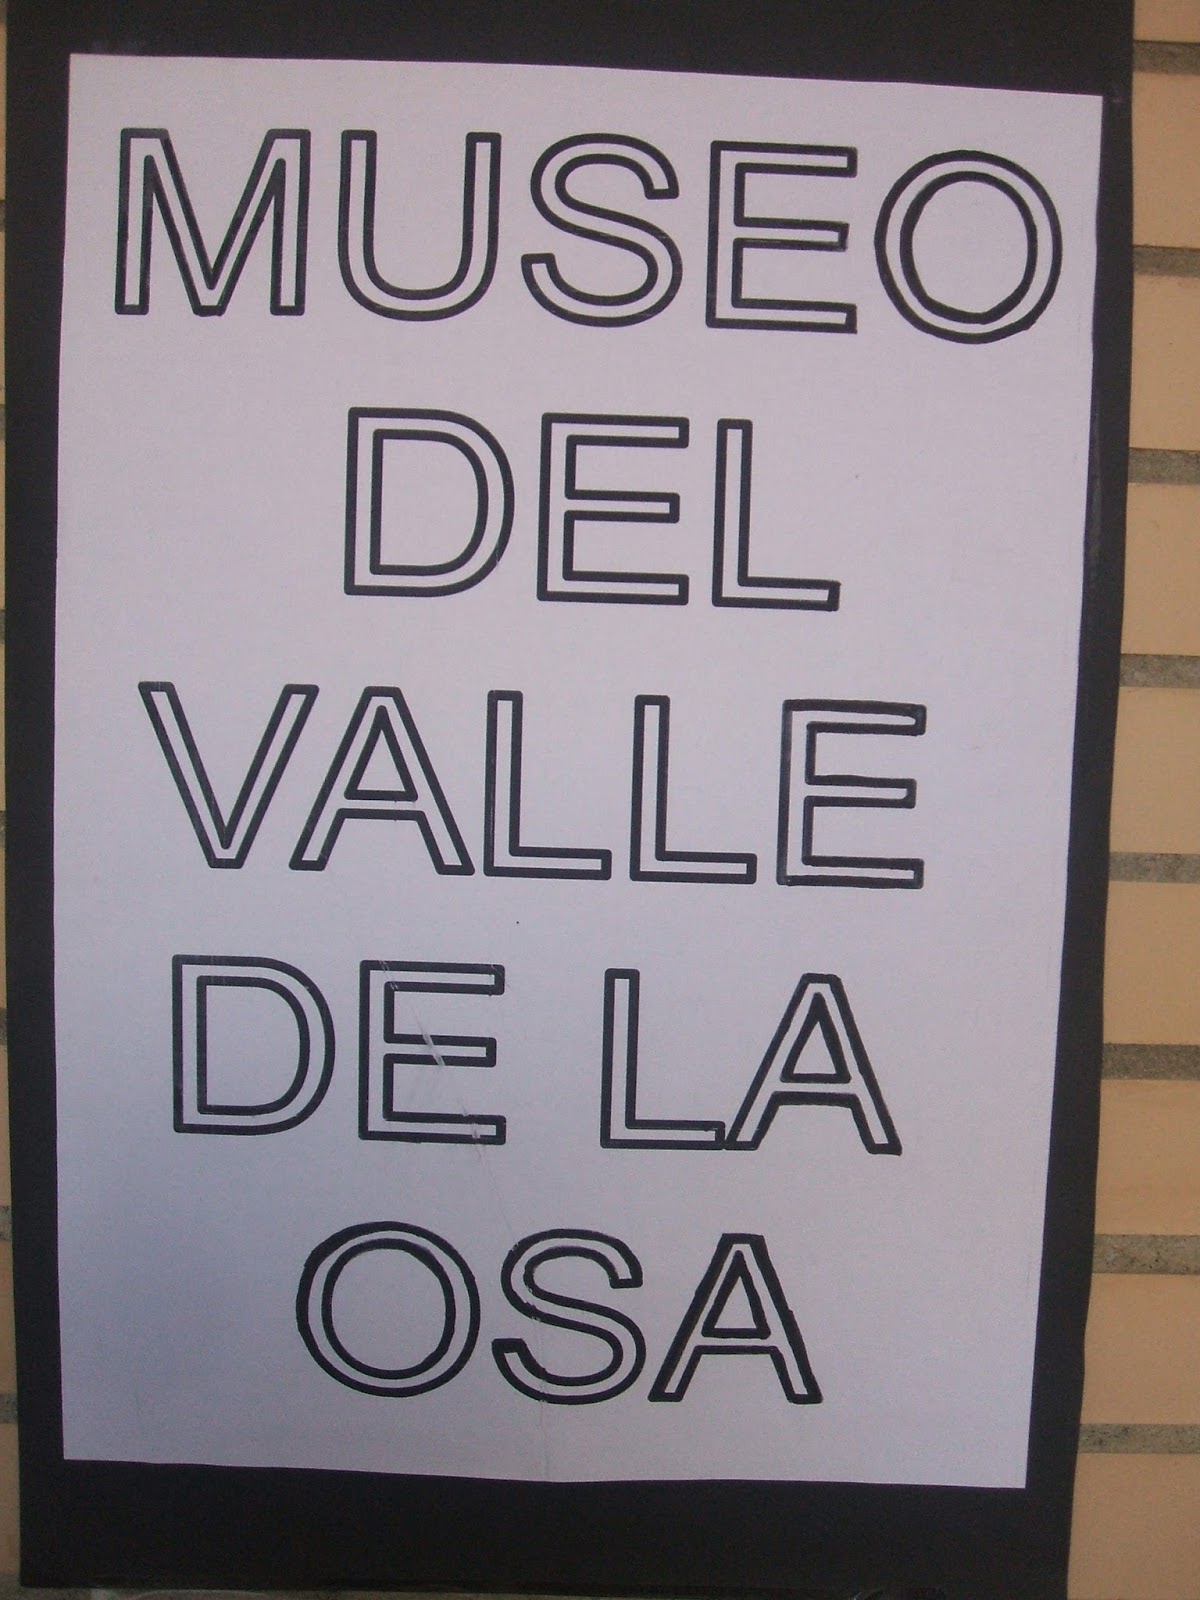 MUSEO
DEL
VALLE
DE LA
OSA